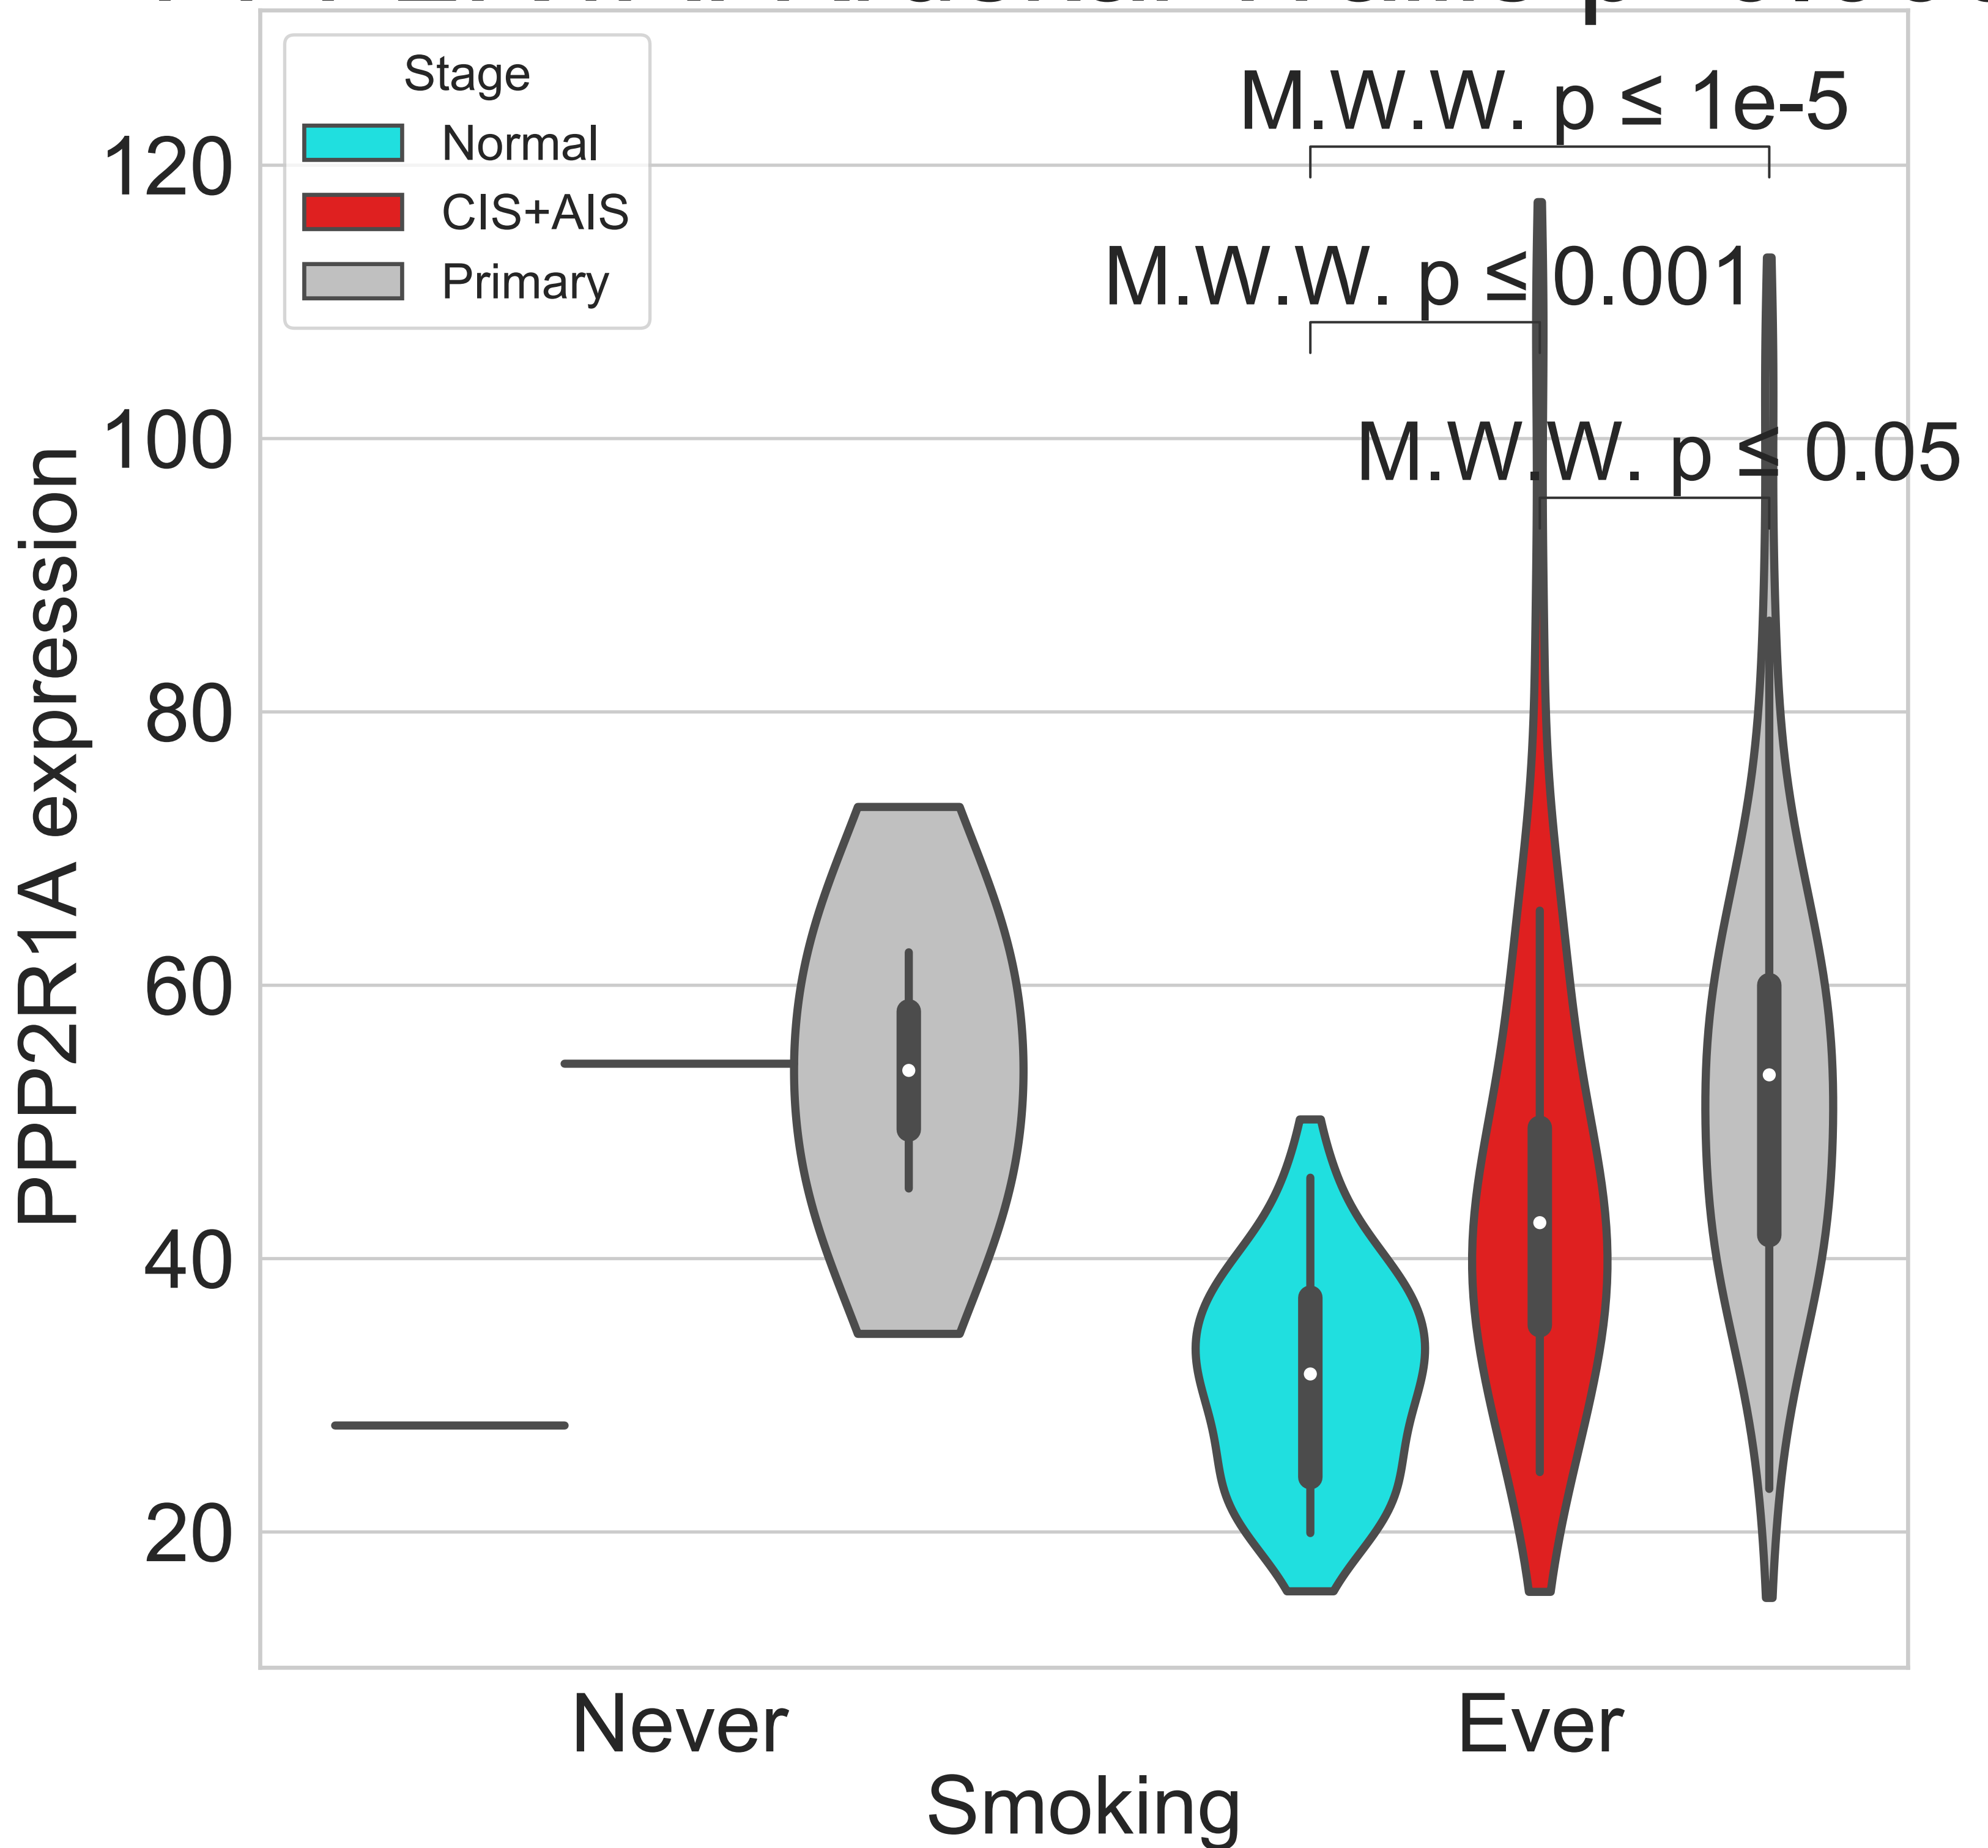 Stage
Normal
CIS+AIS
Primary
M.W.W. p ≤ 1e-5
M.W.W. p ≤ 0.001
M.W.W. p ≤ 0.05
120
100
80
60
40
20
PPP2R1A expression
Never
Ever
Smoking